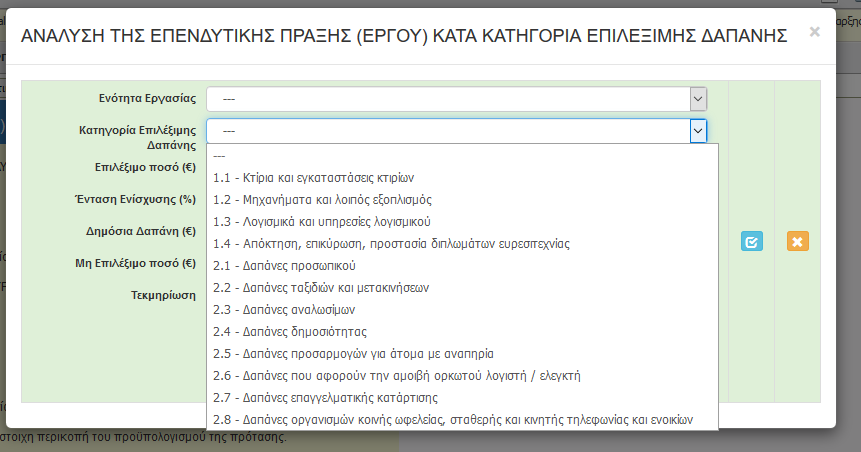 ΑΝΑΛΥΣΗ ΤΗΣ ΕΠΕΝΔΥΤΙΚΗΣ ΠΡΑΞΗΣ (ΕΡΓΟΥ) ΚΑΤΑ ΚΑΤΗΓΟΡΙΑ ΕΠΙΛΕΞΙΜΗΣ ΔΑΠΑΝΗΣ ×
Ενότητα Εργασίας ---
Κατηγορία Επιλέξιμης ---
Δαπάνης
Επιλέξιμο ποσό (€)
Ένταση Ενίσχυσης (%)
Δημόσια Δαπάνη (€)
Μη Επιλέξιμο ποσό (€)
Τεκμηρίωση
---
1.1 - Κτίρια και εγκαταστάσεις κτιρίων
1.2 - Μηχανήματα και λοιπός εξοπλισμός
1.3 - Λογισμικά και υπηρεσίες λογισμικού
1.4 - Απόκτηση, επικύρωση, προστασία διπλωμάτων ευρεσιτεχνίας
2.1 - Δαπάνες προσωπικού
2.2 - Δαπάνες ταξιδιών και μετακινήσεων
2.3 - Δαπάνες αναλωσίμων
2.4 - Δαπάνες δημοσιότητας
2.5 - Δαπάνες προσαρμογών για άτομα με αναπηρία
2.6 - Δαπάνες που αφορούν την αμοιβή ορκωτού λογιστή / ελεγκτή
2.7 - Δαπάνες επαγγελματικής κατάρτισης
2.8 - Δαπάνες οργανισμών κοινής ωφελείας, σταθερής και κινητής τηλεφωνίας και ενοικίων
στοιχη περικοπή του προϋπολογισμού της πρότασης.